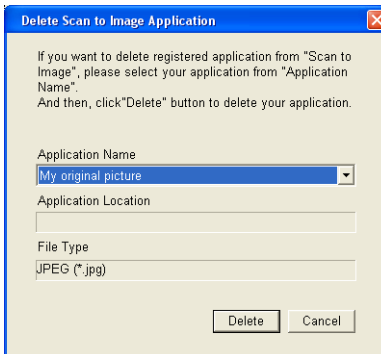 Delete Scan to Image Application
If you want to delete registered application from "Scan to
Image", please select your application from "Application
Name".
And then, click"Delete" button to delete your application.
Application Name
My original picture
Application Location
File Type
JPEG (*.jpg)
Delete
Cancel